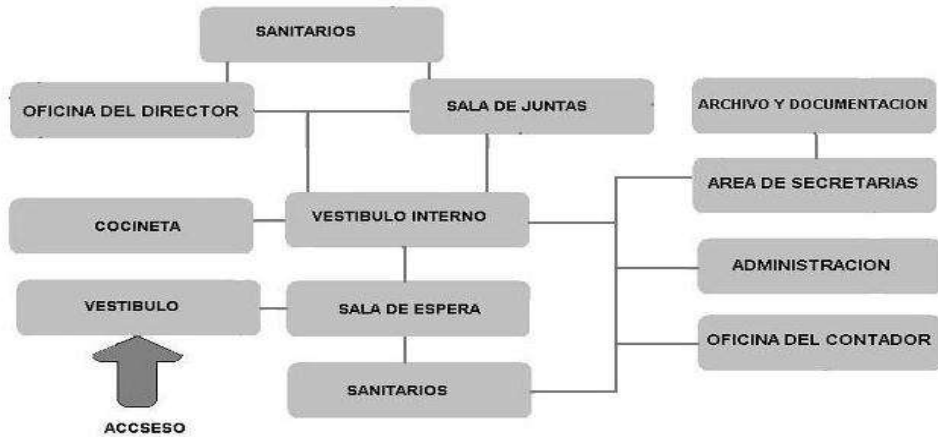 SANITARIOS
OFICINA DEL DIRECTOR
SALA DE JUNTAS
ARCHIVO Y DOCUMENTACION
AREA DE SECRETARIAS
COCINETA
VESTIBULO INTERNO
ADMINISTRACION
VESTIBULO
SALA DE ESPERA
OFICINA DEL CONTADOR
SANITARIOS
ACCSESO